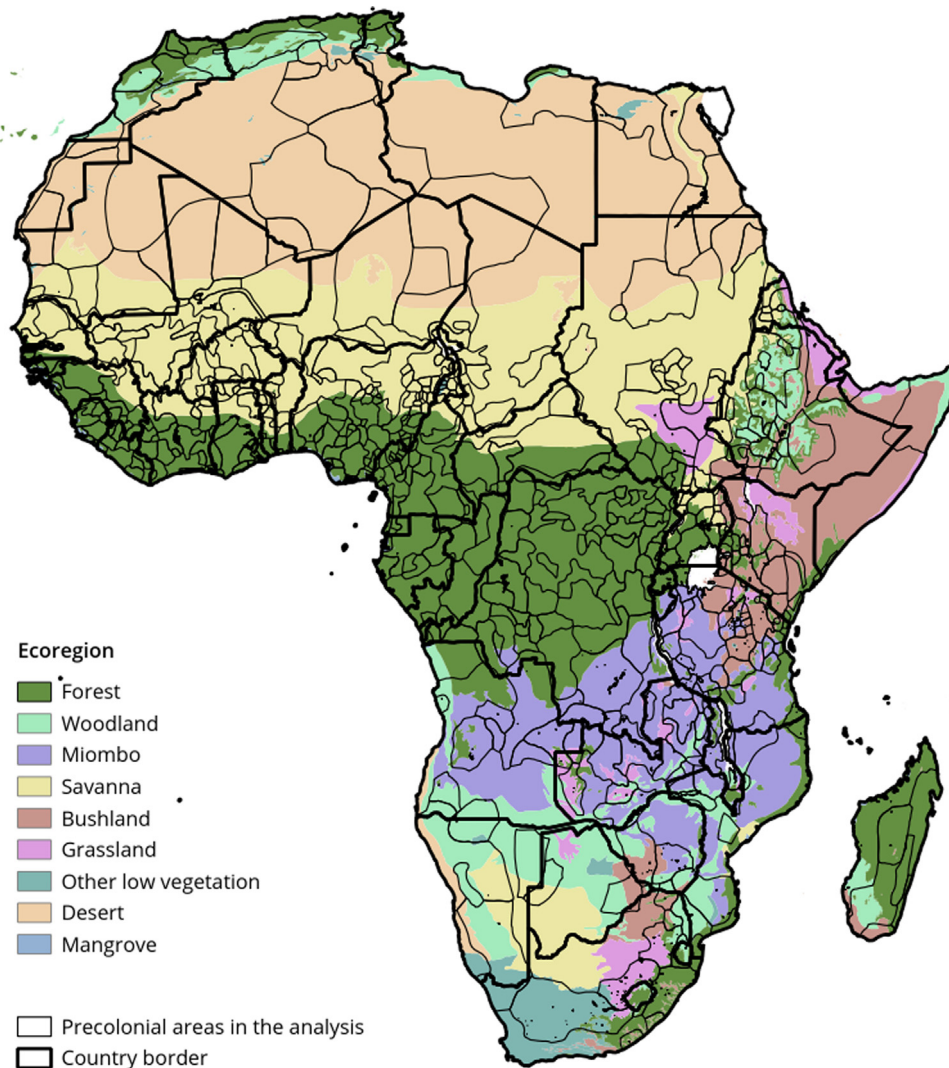 Ecoregion
Forest
Woodland
Miombo
Savanna
Bushland
Grassland
Other low vegetation
Desert
Mangrove
Precolonial areas in the analysis
Country border